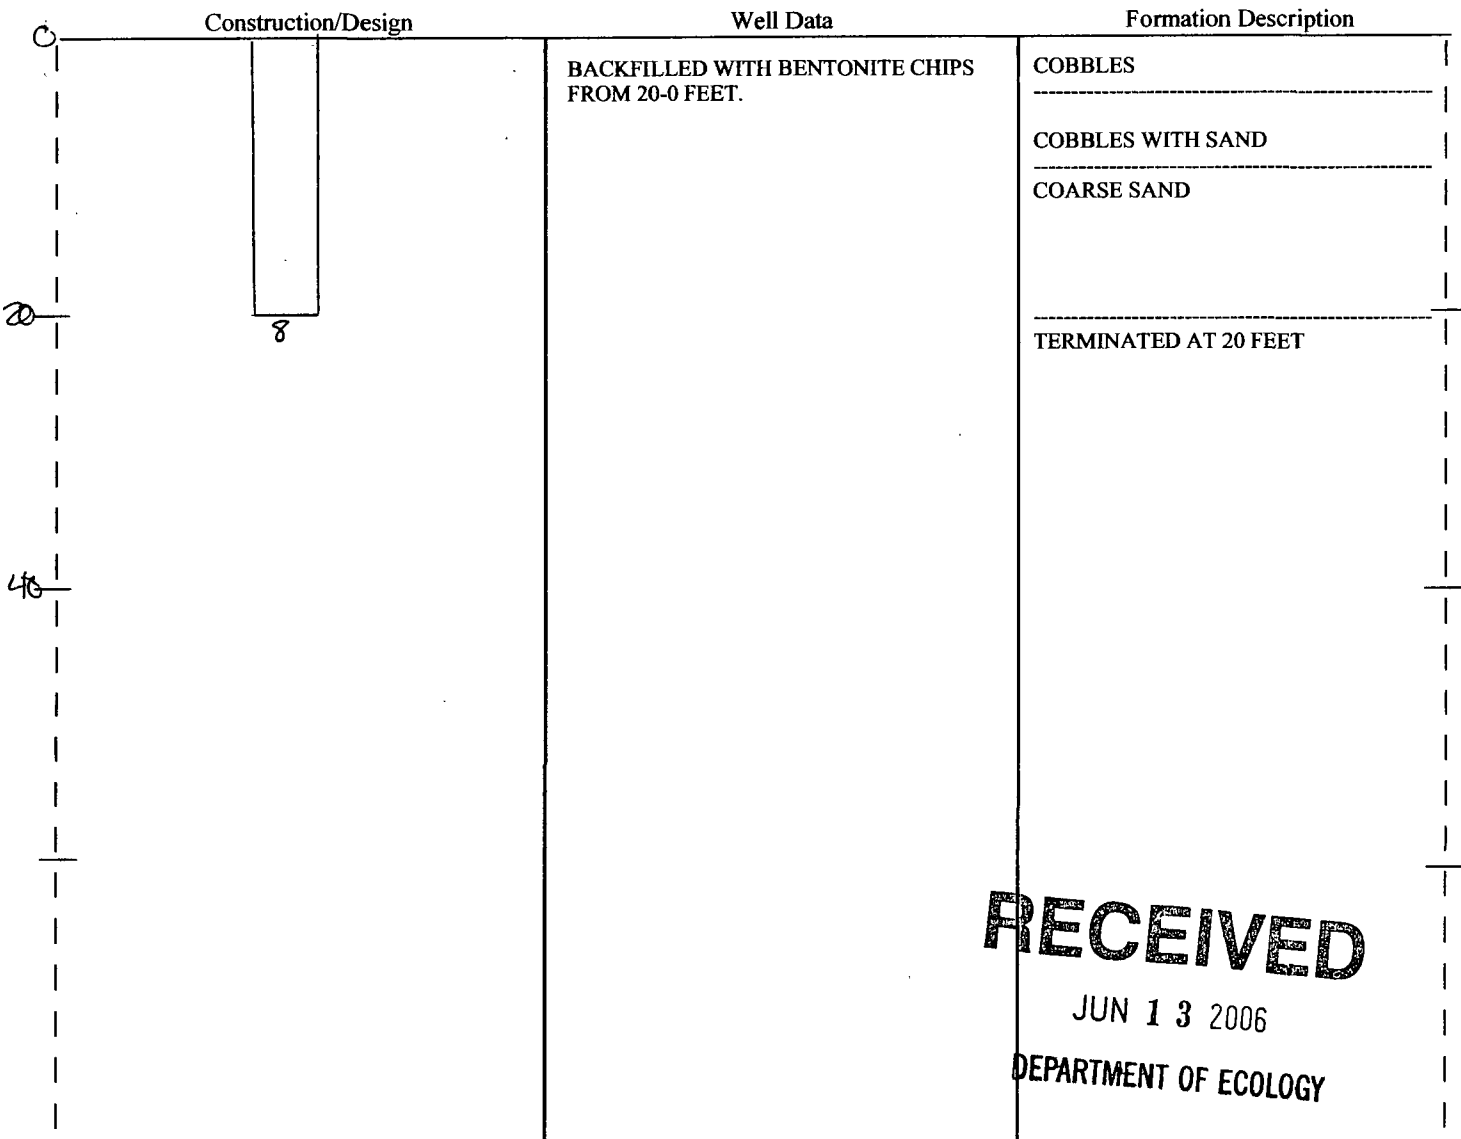 Construction/Design
Well Data
Formation Description
0
BACKFILLED WITH BENTONITE CHIPS
FROM 20-0 FEET.
COBBLES
COBBLES WITH SAND
COARSE SAND
20
8
TERMINATED AT 20 FEET
40
RECEIVED
JUN 13 2006
DEPARTMENT OF ECOLOGY